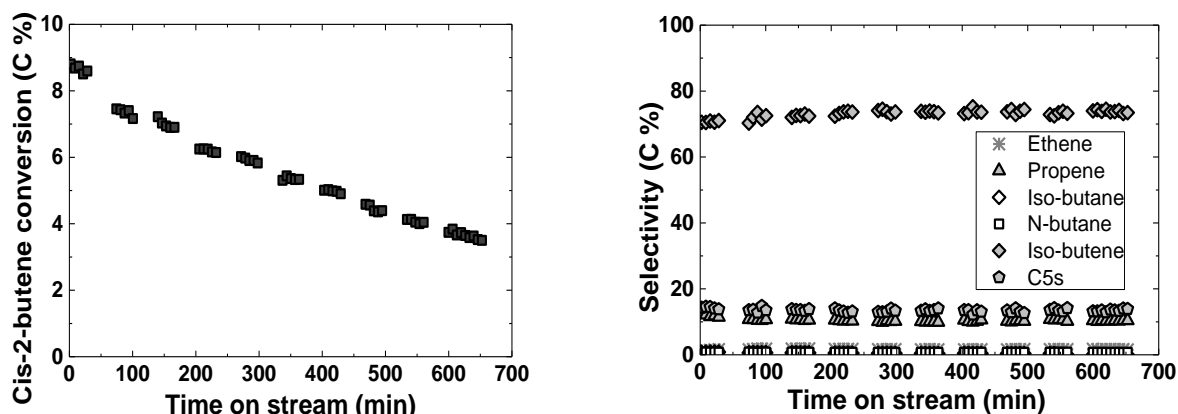 Cis-2-butene conversion (C %)
10
8
6
4
2
0
0 100 200 300 400 500 600 700
Time on stream (min)
Selectivity (C %)
100
80
60
40
20
0
Ethene
Propene
Iso-butane
N-butane
Iso-butene
C5s
0 100 200 300 400 500 600 700
Time on stream (min)